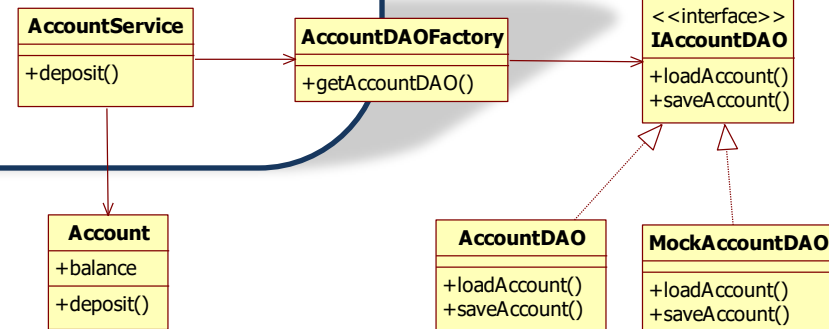 AccountService
+deposit()
AccountDAOFactory
+getAccountDAO()
<<interface>>
IAccountDAO
+loadAccount()
+saveAccount()
Account
+balance
+deposit()
AccountDAO
+loadAccount()
+saveAccount()
MockAccountDAO
+loadAccount()
+saveAccount()